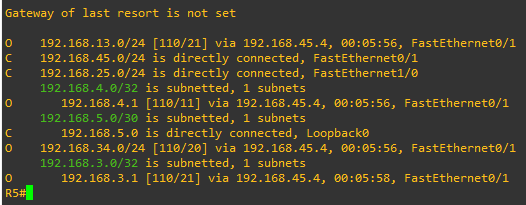 Gateway of last resort is not set
O    192.168.13.0/24 [110/21] via 192.168.45.4, 00:05:56, FastEthernet0/1
C    192.168.45.0/24 is directly connected, FastEthernet0/1
C    192.168.25.0/24 is directly connected, FastEthernet1/0
     192.168.4.0/32 is subnetted, 1 subnets
O       192.168.4.1 [110/11] via 192.168.45.4, 00:05:56, FastEthernet0/1
     192.168.5.0/30 is subnetted, 1 subnets
C       192.168.5.0 is directly connected, Loopback0
O    192.168.34.0/24 [110/20] via 192.168.45.4, 00:05:56, FastEthernet0/1
     192.168.3.0/32 is subnetted, 1 subnets
O       192.168.3.1 [110/21] via 192.168.45.4, 00:05:58, FastEthernet0/1
R5#